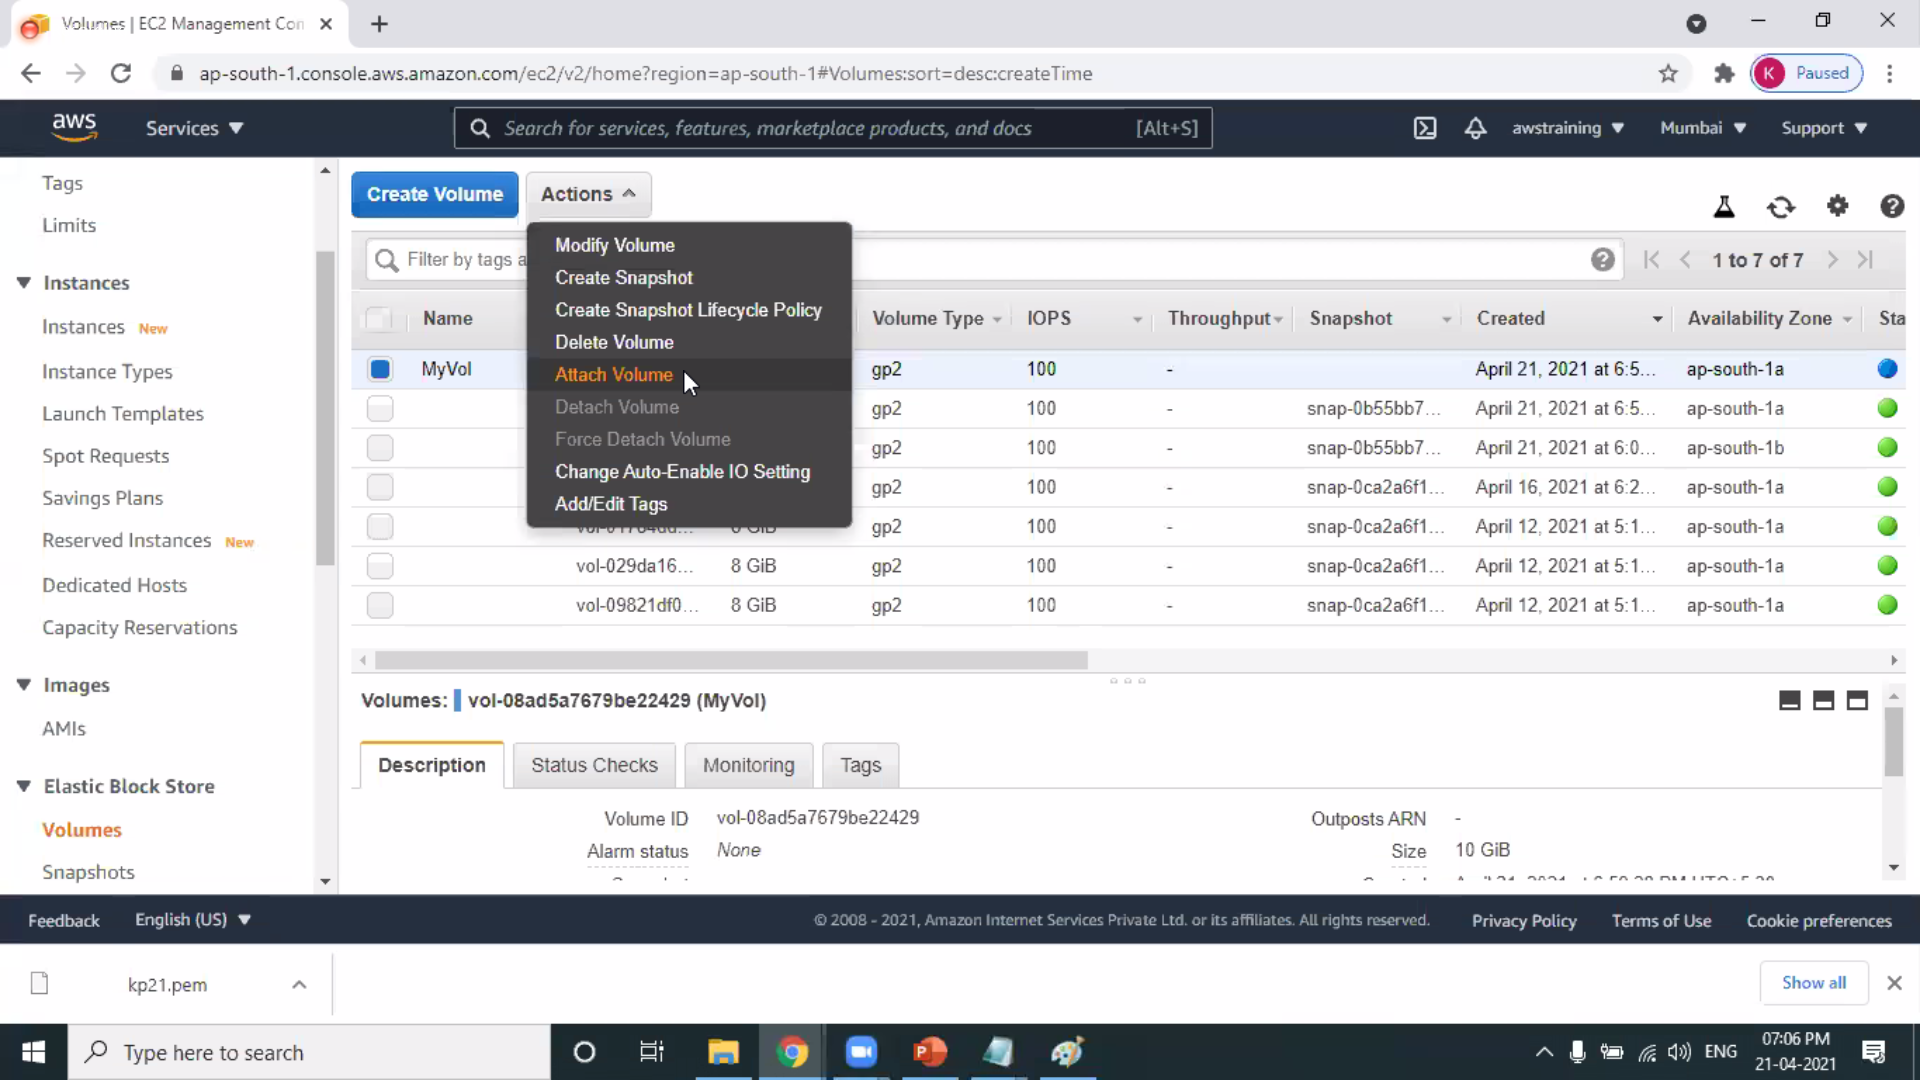 Volumes | EC2 Management Con
ap-south-1.console.aws.amazon.com/ec2/v2/home?region=ap-south-1#Volumes:sort=desc:createTime
K Paused
aws Services Search for services, features, marketplace products, and docs [Alt+S] awstraining Mumbai Support
Tags
Limits
Instances
Instances New
Instance Types
Launch Templates
Spot Requests
Savings Plans
Reserved Instances New
Dedicated Hosts
Capacity Reservations
Images
AMIs
Elastic Block Store
Volumes
Snapshots
Create Volume Actions
Modify Volume
Create Snapshot
Create Snapshot Lifecycle Policy
Delete Volume
Attach Volume
Detach Volume
Force Detach Volume
Change Auto-Enable IO Setting
Add/Edit Tags
Filter by tags a
1 to 7 of 7
Name Volume Type IOPS Throughput Snapshot Created Availability Zone Sta
MyVol gp2 100 - April 21, 2021 at 6:5... ap-south-1a
gp2 100 - snap-0b55bb7... April 21, 2021 at 6:5... ap-south-1a
gp2 100 - snap-0b55bb7... April 21, 2021 at 6:0... ap-south-1b
gp2 100 - snap-0ca2a6f1... April 16, 2021 at 6:2... ap-south-1a
gp2 100 - snap-0ca2a6f1... April 12, 2021 at 5:1... ap-south-1a
vol-029da16... 8 GiB gp2 100 - snap-0ca2a6f1... April 12, 2021 at 5:1... ap-south-1a
vol-09821df0... 8 GiB gp2 100 - snap-0ca2a6f1... April 12, 2021 at 5:1... ap-south-1a
Volumes: vol-08ad5a7679be22429 (MyVol)
Description Status Checks Monitoring Tags
Volume ID vol-08ad5a7679be22429 Outposts ARN -
Alarm status None Size 10 GiB
Feedback English (US) © 2008 - 2021, Amazon Internet Services Private Ltd. or its affiliates. All rights reserved. Privacy Policy Terms of Use Cookie preferences
kp21.pem Show all
Type here to search
ENG
07:06 PM
21-04-2021